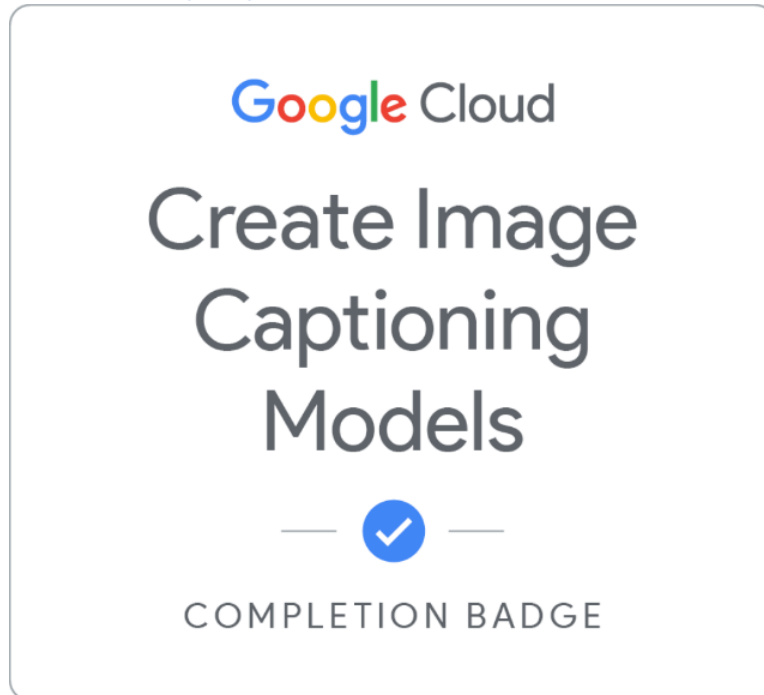 Google Cloud
Create Image
Captioning
Models
COMPLETION BADGE